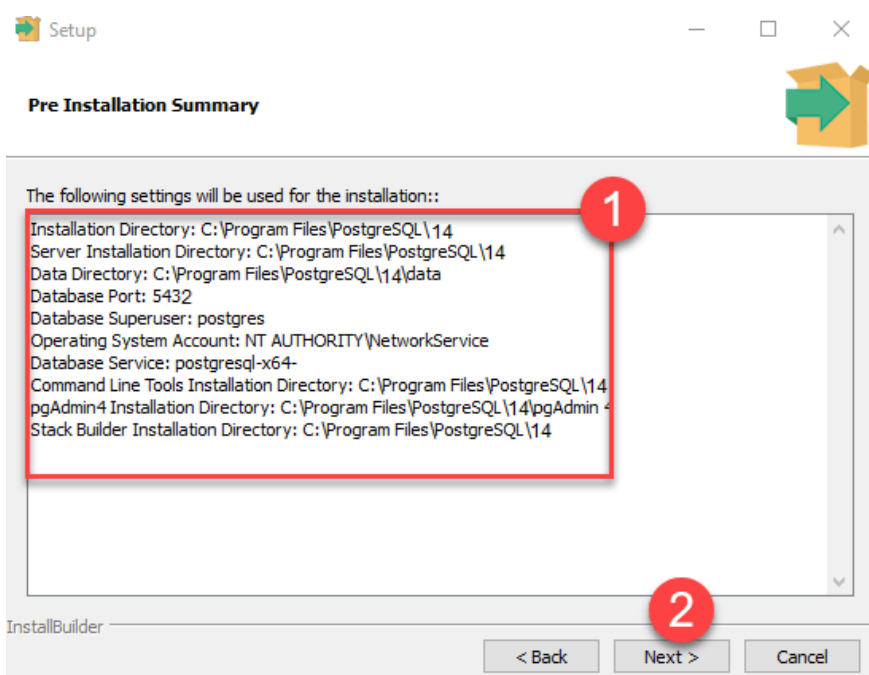 Setup
Pre Installation Summary
The following settings will be used for the installation::
1
Installation Directory: C:\Program Files\PostgreSQL\14
Server Installation Directory: C:\Program Files\PostgreSQL\14
Data Directory: C:\Program Files\PostgreSQL\14\data
Database Port: 5432
Database Superuser: postgres
Operating System Account: NT AUTHORITY\NetworkService
Database Service: postgresql-x64-
Command Line Tools Installation Directory: C:\Program Files\PostgreSQL\14
pgAdmin4 Installation Directory: C:\Program Files\PostgreSQL\14\pgAdmin 4
Stack Builder Installation Directory: C:\Program Files\PostgreSQL\14
2
InstallBuilder
< Back Next > Cancel